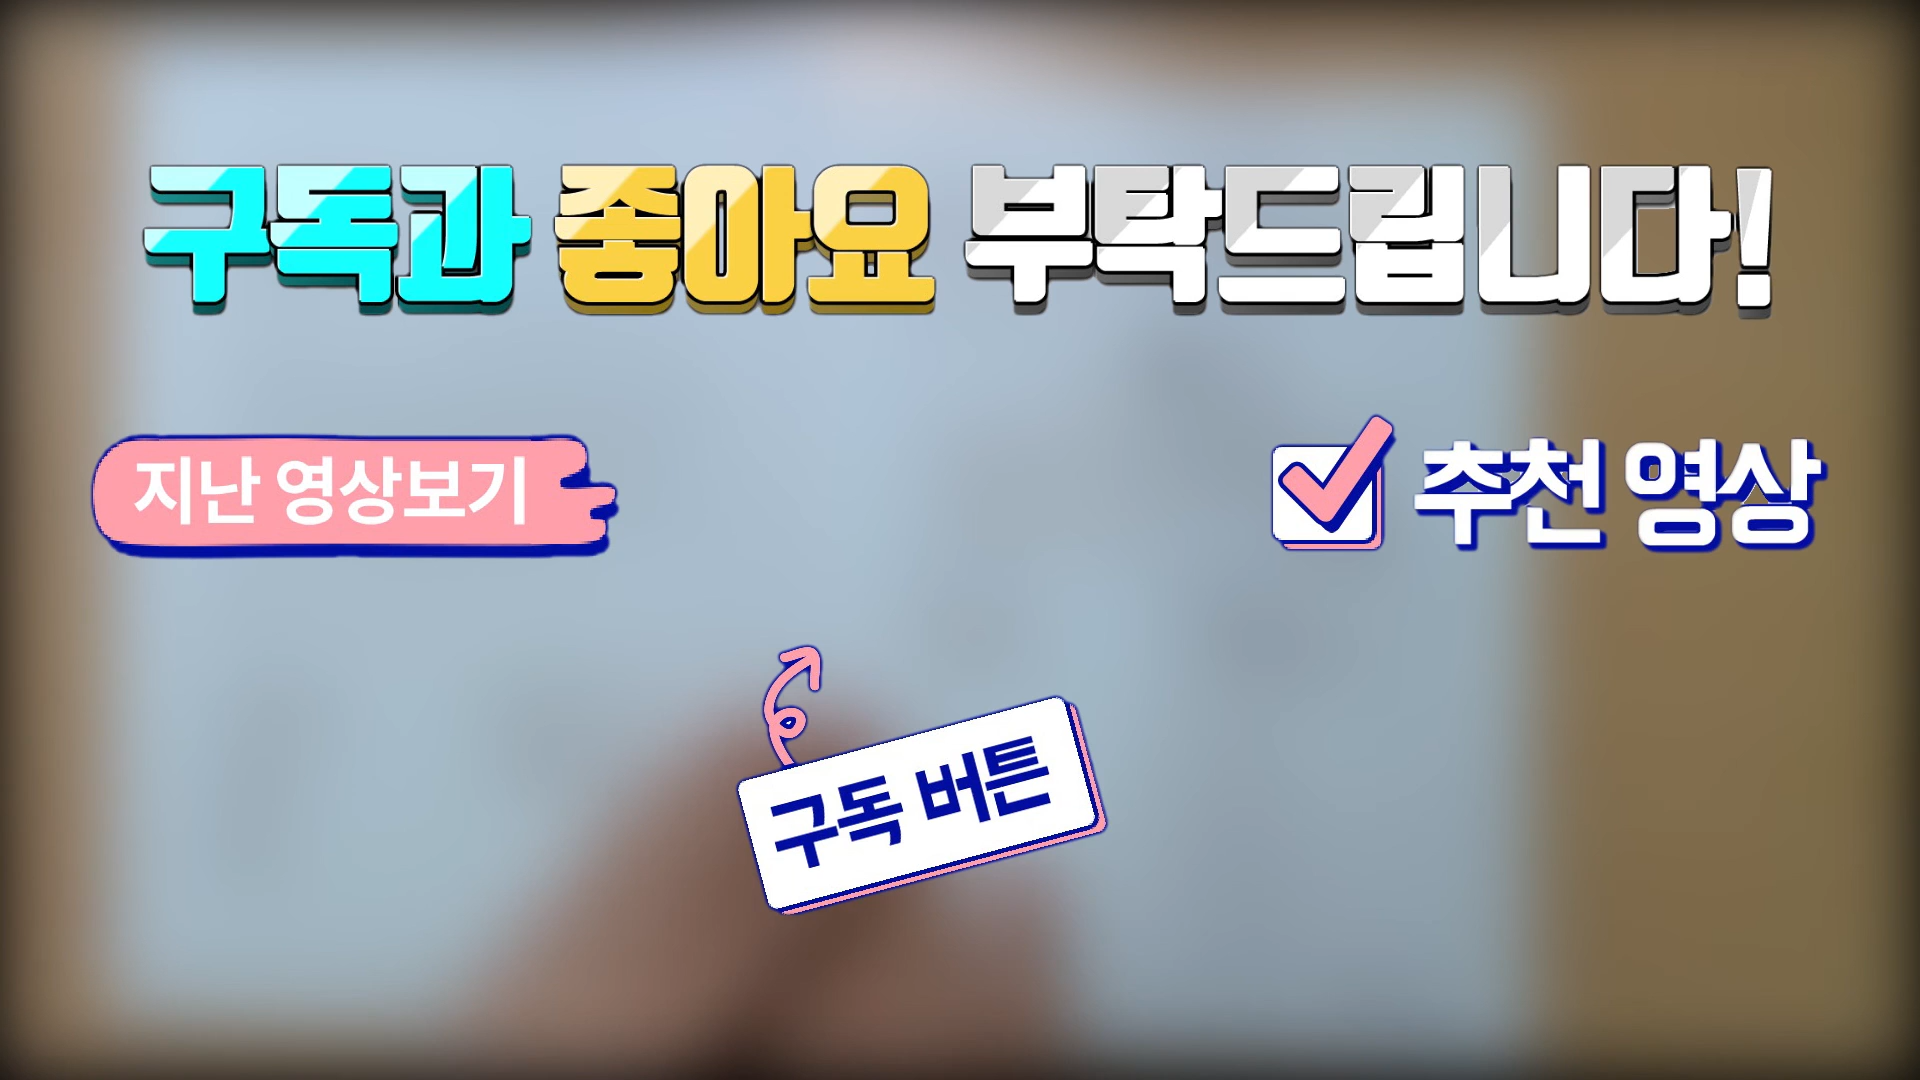 구독과 좋아요 부탁드립니다!
지난 영상보기
추천 영상
구독 버튼